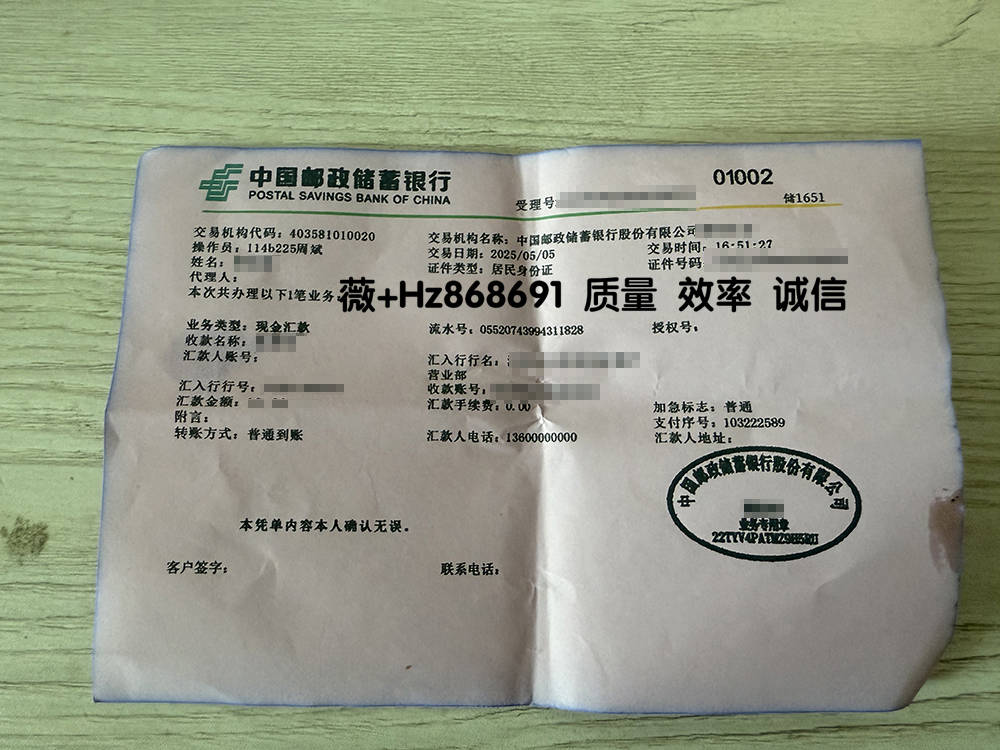 中国邮政储蓄银行
POSTAL SAVINGS BANK OF CHINA
01002
受理号:
储1651
交易机构代码: 403581010020
交易机构名称: 中国邮政储蓄银行股份有限公司
操作员: 114b225周斌
交易日期: 2025/05/05
交易时间: 16:51:27
姓名:
证件类型: 居民身份证
证件号码:
代理人:
本次共办理以下1笔业务:
薇+Hz868691 质量 效率 诚信
业务类型: 现金汇款
流水号: 05520743994311828
授权号:
收款名称:
汇款人账号:
汇入行行名:
营业部
汇入行行号:
收款账号:
汇款金额:
汇款手续费: 0.00
加急标志: 普通
附言:
支付序号: 103222589
转账方式: 普通到账
汇款人电话: 13600000000
汇款人地址:
中国邮政储蓄银行股份有限公司
业务专用章
本凭单内容本人确认无误。
客户签字:
联系电话: